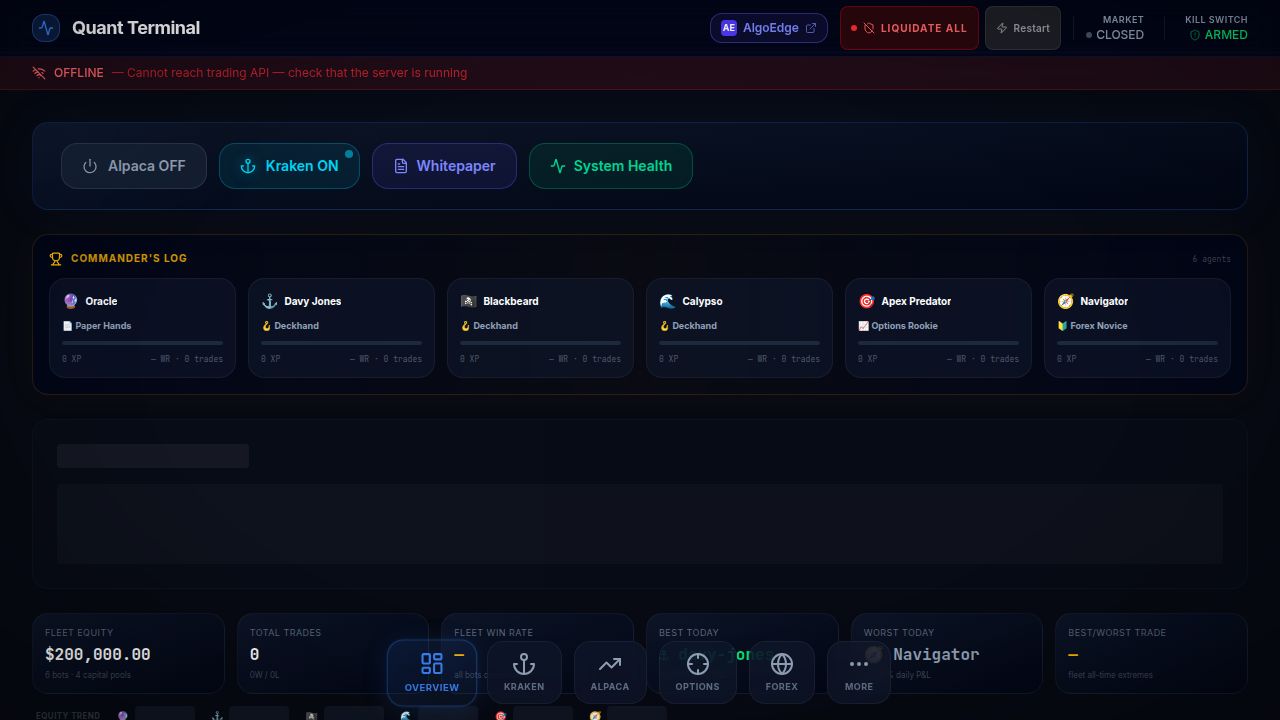 Quant Terminal
AE AlgoEdge
LIQUIDATE ALL
Restart
MARKET
CLOSED
KILL SWITCH
ARMED
OFFLINE — Cannot reach trading API — check that the server is running
Alpaca OFF
Kraken ON
Whitepaper
System Health
COMMANDER'S LOG
6 agents
Oracle
Paper Hands
0 XP
— WR · 0 trades
Davy Jones
Deckhand
0 XP
— WR · 0 trades
Blackbeard
Deckhand
0 XP
— WR · 0 trades
Calypso
Deckhand
0 XP
— WR · 0 trades
Apex Predator
Options Rookie
0 XP
— WR · 0 trades
Navigator
Forex Novice
0 XP
— WR · 0 trades
FLEET EQUITY
$200,000.00
6 bots · 4 capital pools
TOTAL TRADES
0
0W / 0L
FLEET WIN RATE
—
all bots
BEST TODAY
WORST TODAY
Navigator
% daily P&L
BEST/WORST TRADE
—
fleet all-time extremes
OVERVIEW
KRAKEN
ALPACA
OPTIONS
FOREX
MORE
EQUITY TREND